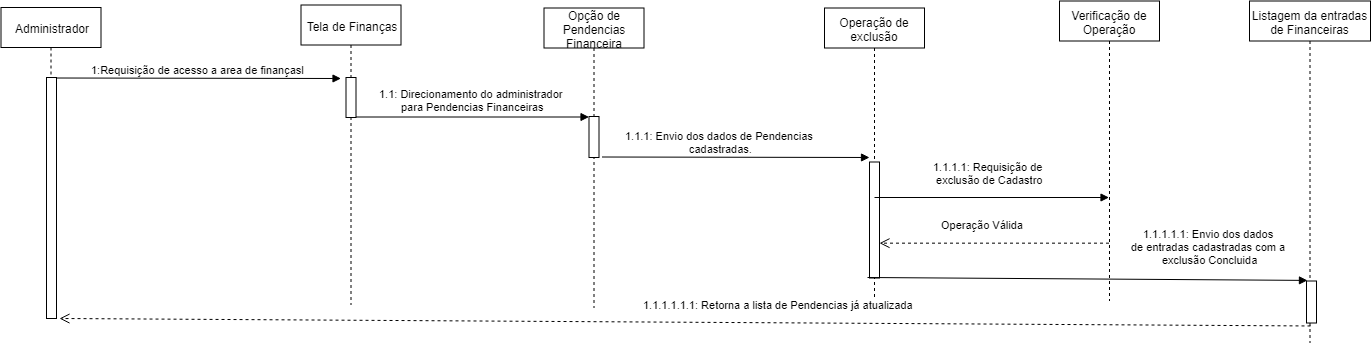 Administrador
Tela de Finanças
Opção de
Pendencias
Financeira
Operação de
exclusão
Verificação de
Operação
Listagem da entradas
de Financeiras
1:Requisição de acesso a area de finançasl
1.1: Direcionamento do administrador
para Pendencias Financeiras
1.1.1: Envio dos dados de Pendencias
cadastradas.
1.1.1.1: Requisição de
exclusão de Cadastro
Operação Válida
1.1.1.1.1: Envio dos dados
de entradas cadastradas com a
exclusão Concluida
1.1.1.1.1.1: Retorna a lista de Pendencias já atualizada